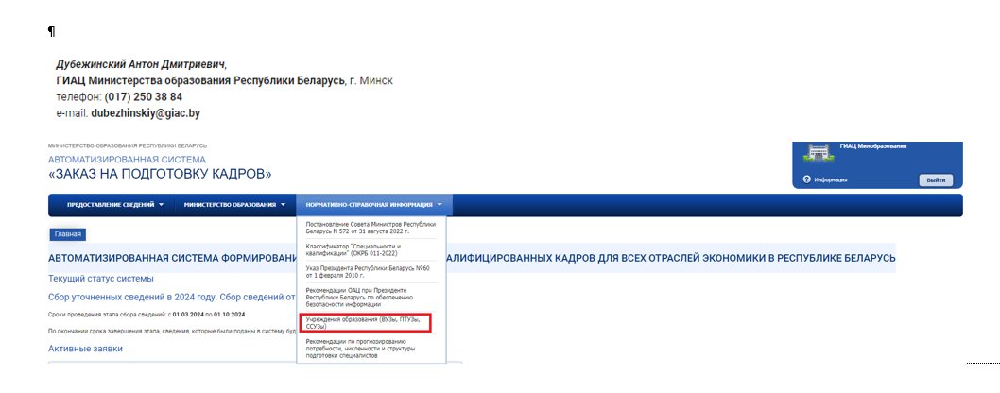 ¶
Дубежинский Антон Дмитриевич,
ГИАЦ Министерства образования Республики Беларусь, г. Минск
телефон: (017) 250 38 84
e-mail: dubezhinskiy@giac.by
МИНИСТЕРСТВО ОБРАЗОВАНИЯ РЕСПУБЛИКИ БЕЛАРУСЬ
АВТОМАТИЗИРОВАННАЯ СИСТЕМА
«ЗАКАЗ НА ПОДГОТОВКУ КАДРОВ»
ГИАЦ Минобразования
Информация
Выйти
ПРЕДОСТАВЛЕНИЕ СВЕДЕНИЙ МИНИСТЕРСТВО ОБРАЗОВАНИЯ НОРМАТИВНО-СПРАВОЧНАЯ ИНФОРМАЦИЯ
Постановление Совета Министров Республики
Беларусь N 572 от 31 августа 2022 г.
Классификатор "Специальности и
квалификации" (ОКРБ 011-2022)
Указ Президента Республики Беларусь №60
от 1 февраля 2010 г.
Рекомендации ОАЦ при Президенте
Республики Беларусь по обеспечению
безопасности информации
Учреждения образования (ВУЗы, ПТУЗы,
ССУЗы)
Рекомендации по прогнозированию
потребности, численности и структуры
подготовки специалистов
Главная
АВТОМАТИЗИРОВАННАЯ СИСТЕМА ФОРМИРОВАНИ АЛИФИЦИРОВАННЫХ КАДРОВ ДЛЯ ВСЕХ ОТРАСЛЕЙ ЭКОНОМИКИ В РЕСПУБЛИКЕ БЕЛАРУСЬ
Текущий статус системы
Сбор уточненных сведений в 2024 году. Сбор сведений от
Сроки проведения этапа сбора сведений: с 01.03.2024 по 01.10.2024
По окончании срока завершения этапа, сведения, которые были поданы в систему буд
Активные заявки